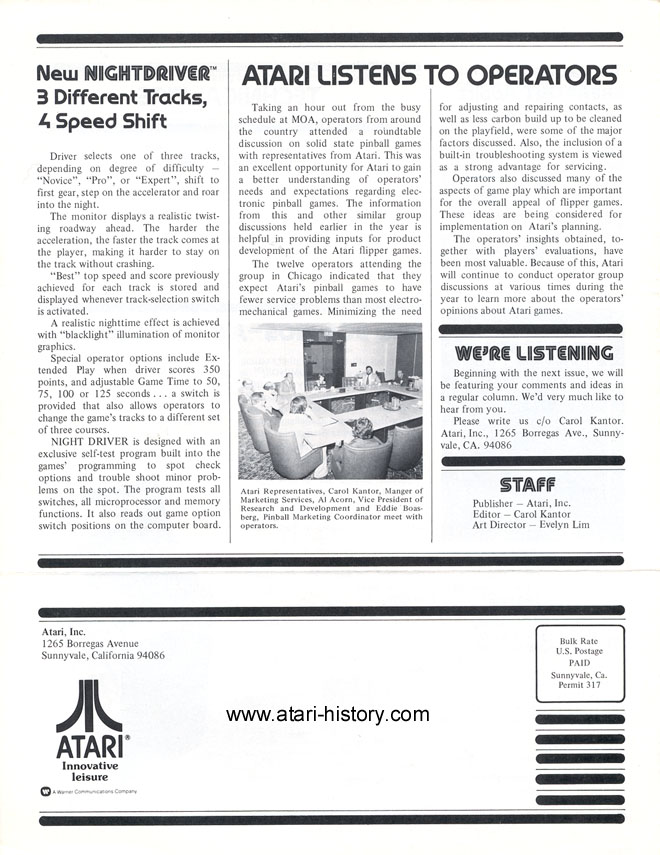 New NIGHTDRIVER™
3 Different Tracks,
4 Speed Shift
Driver selects one of three tracks,
depending on degree of difficulty —
“Novice”, “Pro”, or “Expert”, shift to
first gear, step on the accelerator and roar
into the night.
The monitor displays a realistic twist-
ing roadway ahead. The harder the
acceleration, the faster the track comes at
the player, making it harder to stay on
the track without crashing.
“Best” top speed and score previously
achieved for each track is stored and
displayed whenever track-selection switch
is activated.
A realistic nighttime effect is achieved
with “blacklight” illumination of monitor
graphics.
Special operator options include Ex-
tended Play when driver scores 350
points, and adjustable Game Time to 50,
75, 100 or 125 seconds . . . a switch is
provided that also allows operators to
change the game's tracks to a different set
of three courses.
NIGHT DRIVER is designed with an
exclusive self-test program built into the
games' programming to spot check
options and trouble shoot minor prob-
lems on the spot. The program tests all
switches, all microprocessor and memory
functions. It also reads out game option
switch positions on the computer board.
ATARI LISTENS TO OPERATORS
Taking an hour out from the busy
schedule at MOA, operators from around
the country attended a roundtable
discussion on solid state pinball games
with representatives from Atari. This was
an excellent opportunity for Atari to gain
a better understanding of operators'
needs and expectations regarding elec-
tronic pinball games. The information
from this and other similar group
discussions held earlier in the year is
helpful in providing inputs for product
development of the Atari flipper games.
The twelve operators attending the
group in Chicago indicated that they
expect Atari's pinball games to have
fewer service problems than most electro-
mechanical games. Minimizing the need
Atari Representatives, Carol Kantor, Manger of
Marketing Services, Al Acorn, Vice President of
Research and Development and Eddie Boas-
berg, Pinball Marketing Coordinator meet with
operators.
for adjusting and repairing contacts, as
well as less carbon build up to be cleaned
on the playfield, were some of the major
factors discussed. Also, the inclusion of a
built-in troubleshooting system is viewed
as a strong advantage for servicing.
Operators also discussed many of the
aspects of game play which are important
for the overall appeal of flipper games.
These ideas are being considered for
implementation on Atari's planning.
The operators' insights obtained, to-
gether with players' evaluations, have
been most valuable. Because of this, Atari
will continue to conduct operator group
discussions at various times during the
year to learn more about the operators'
opinions about Atari games.
WE'RE LISTENING
Beginning with the next issue, we will
be featuring your comments and ideas in
a regular column. We'd very much like to
hear from you.
Please write us c/o Carol Kantor.
Atari, Inc., 1265 Borregas Ave., Sunny-
vale, CA. 94086
STAFF
Publisher — Atari, Inc.
Editor — Carol Kantor
Art Director — Evelyn Lim
Atari, Inc.
1265 Borregas Avenue
Sunnyvale, California 94086
Bulk Rate
U.S. Postage
PAID
Sunnyvale, Ca.
Permit 317
www.atari-history.com
ATARI®
Innovative
leisure
A Warner Communications Company